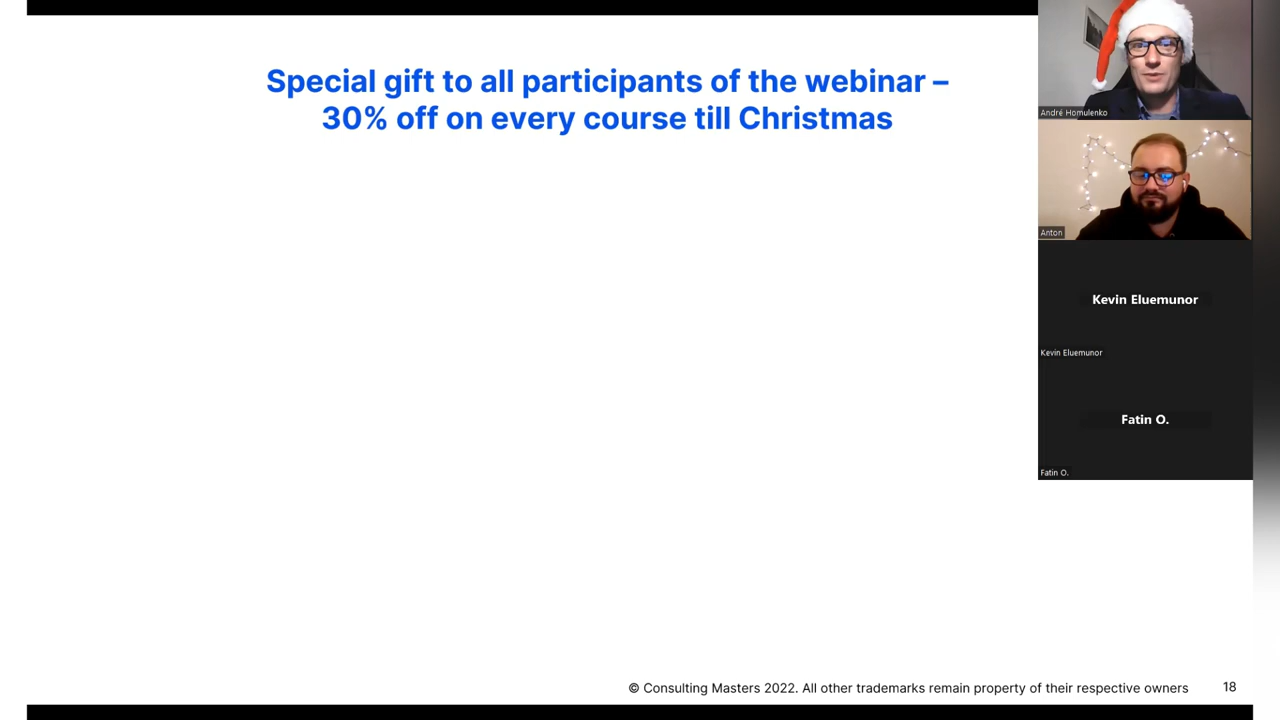 Special gift to all participants of the webinar –
30% off on every course till Christmas
André Homulenko
Anton
Kevin Eluemunor
Kevin Eluemunor
Fatin O.
Fatin O.
© Consulting Masters 2022. All other trademarks remain property of their respective owners
18